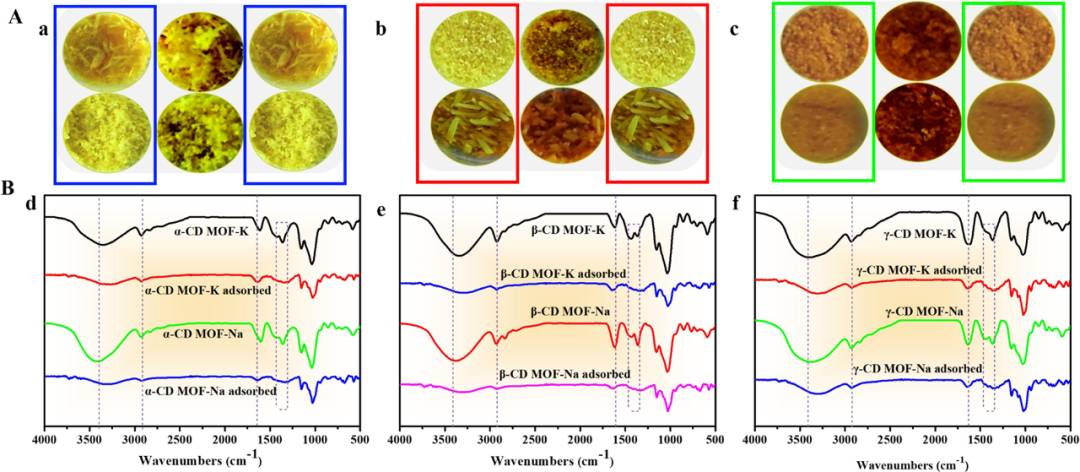 A
a
b
c
B
d
α-CD MOF-K
α-CD MOF-K adsorbed
α-CD MOF-Na
α-CD MOF-Na adsorbed
4000 3500 3000 2500 2000 1500 1000 500
Wavenumbers (cm⁻¹)
e
β-CD MOF-K
β-CD MOF-K adsorbed
β-CD MOF-Na
β-CD MOF-Na adsorbed
4000 3500 3000 2500 2000 1500 1000 500
Wavenumbers (cm⁻¹)
f
γ-CD MOF-K
γ-CD MOF-K adsorbed
γ-CD MOF-Na
γ-CD MOF-Na adsorbed
4000 3500 3000 2500 2000 1500 1000 500
Wavenumbers (cm⁻¹)